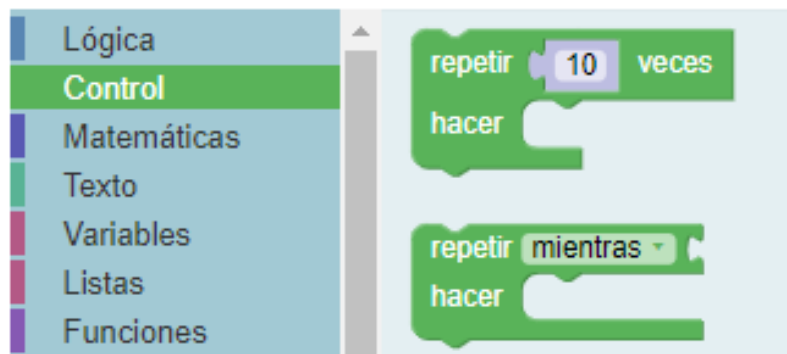 Lógica
Control
Matemáticas
Texto
Variables
Listas
Funciones
repetir 10 veces
hacer
repetir mientras
hacer